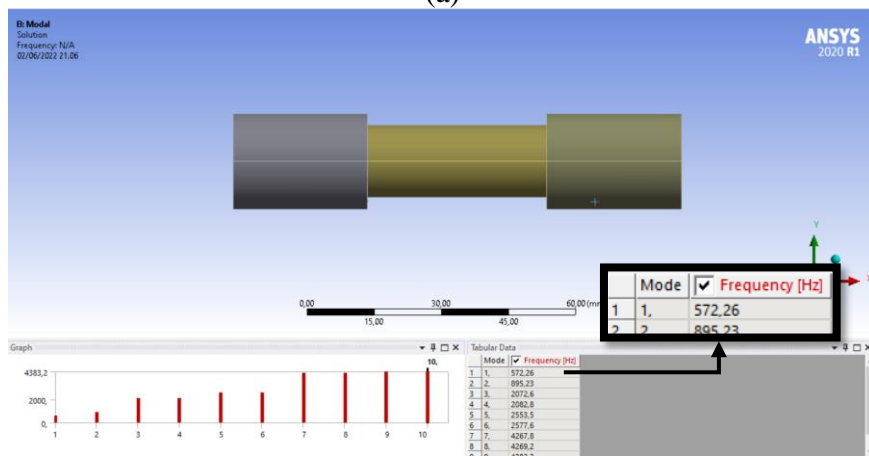 (a)
B: Modal
Solution
Frequency: N/A
02/06/2022 21.06
ANSYS
2020 R1
Y
X
0,00 30,00 60,00 (mm
15,00 45,00
Mode Frequency [Hz]
1 1, 572,26
2 2 895,23
Graph
10,
4383,2
2000,
0,
1 2 3 4 5 6 7 8 9 10
Tabular Data
Mode Frequency [Hz]
1 1, 572,26
2 2, 895,23
3 3, 2072,6
4 4, 2082,8
5 5, 2553,5
6 6, 2577,6
7 7, 4267,8
8 8, 4269,2